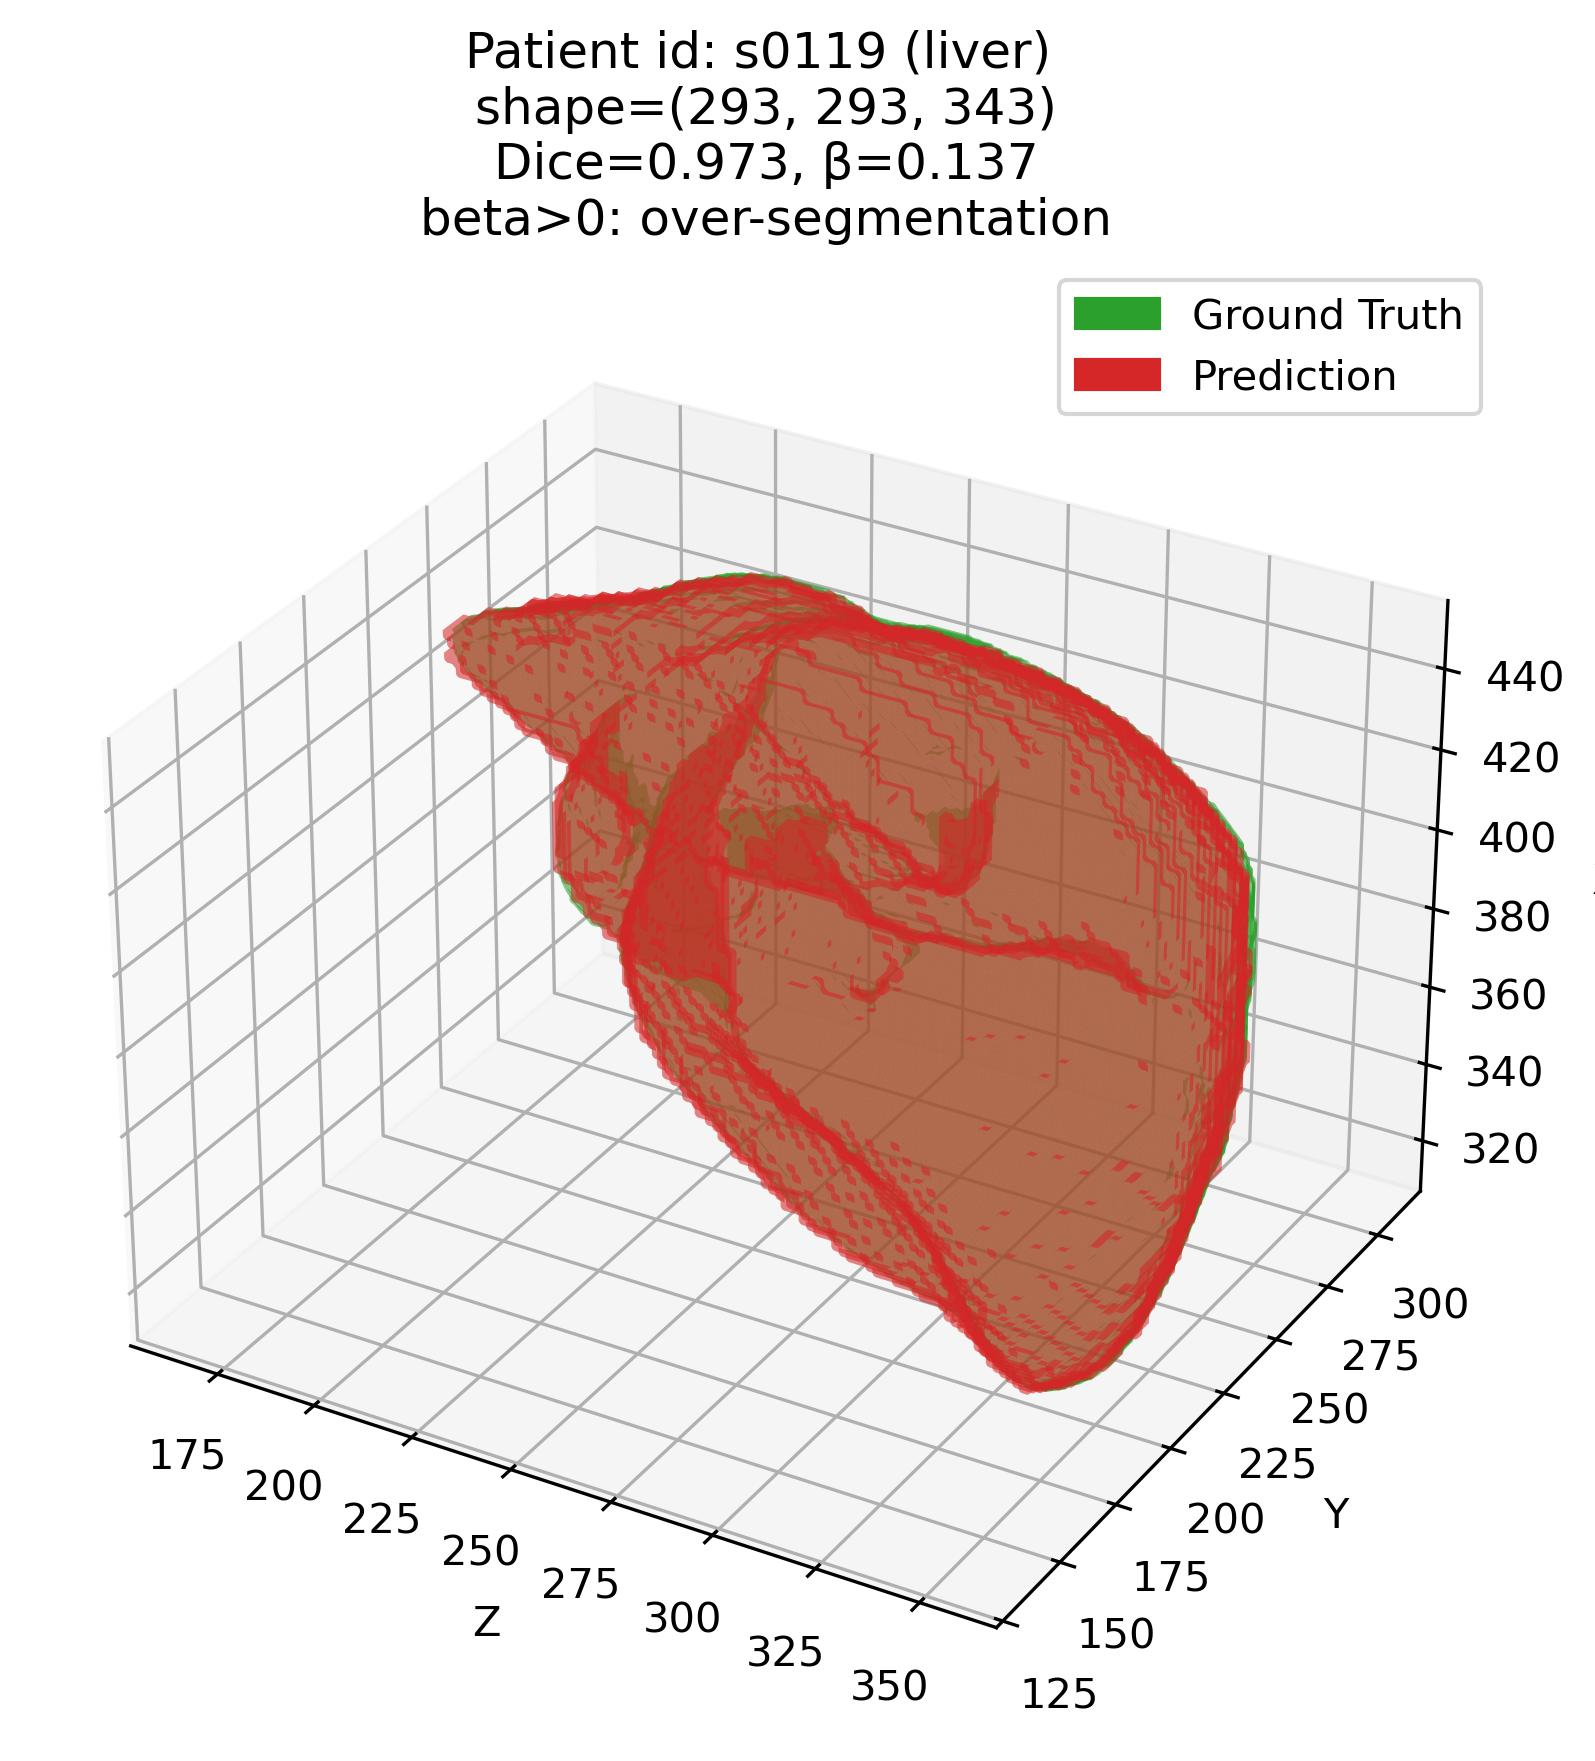 Patient id: s0119 (liver)
shape=(293, 293, 343)
Dice=0.973, β=0.137
beta>0: over-segmentation
Ground Truth
Prediction
440
420
400
380
360
340
320
300
275
250
225
200
175
150
125
Y
175
200
225
250
275
300
325
350
Z